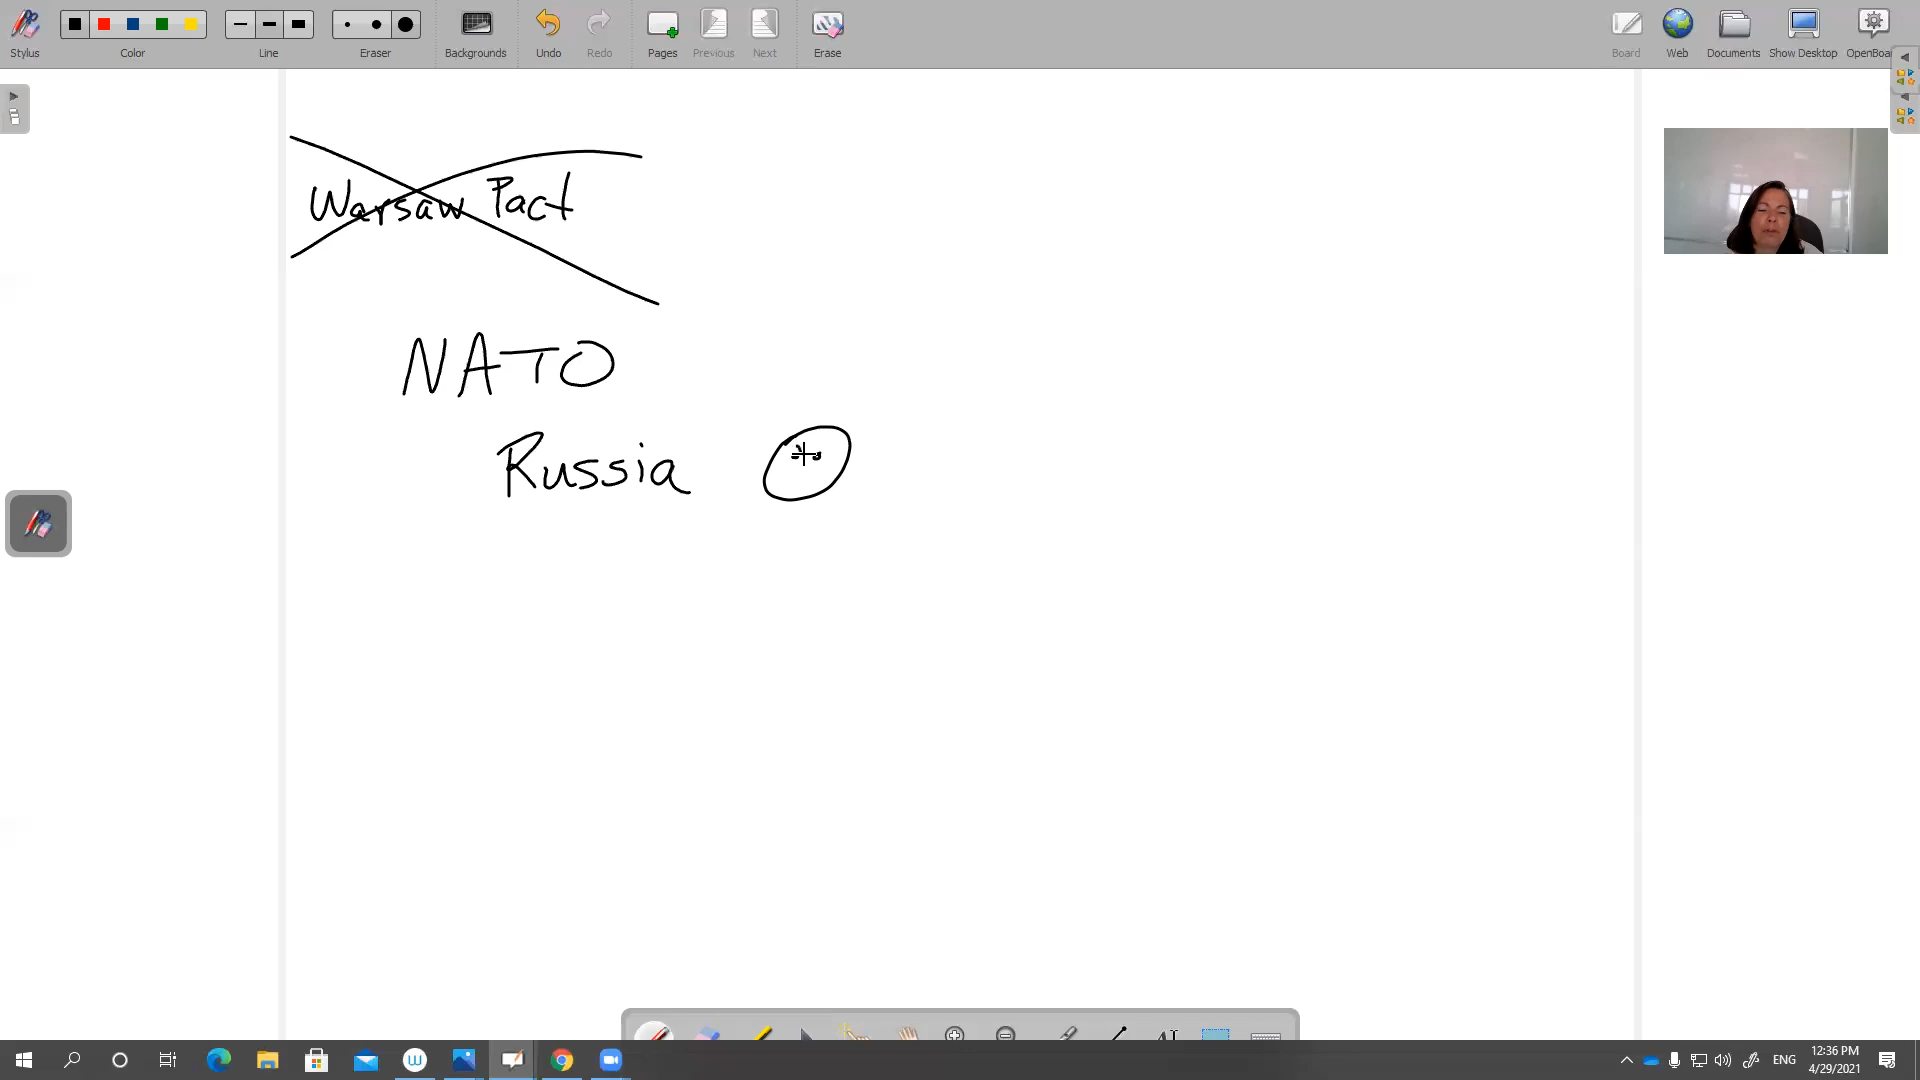 Stylus Color Line Eraser Backgrounds Undo Redo Pages Previous Next Erase Board Web Documents Show Desktop OpenBoa
Warsaw Pact
NATO
Russia
ENG 12:36 PM
4/29/2021